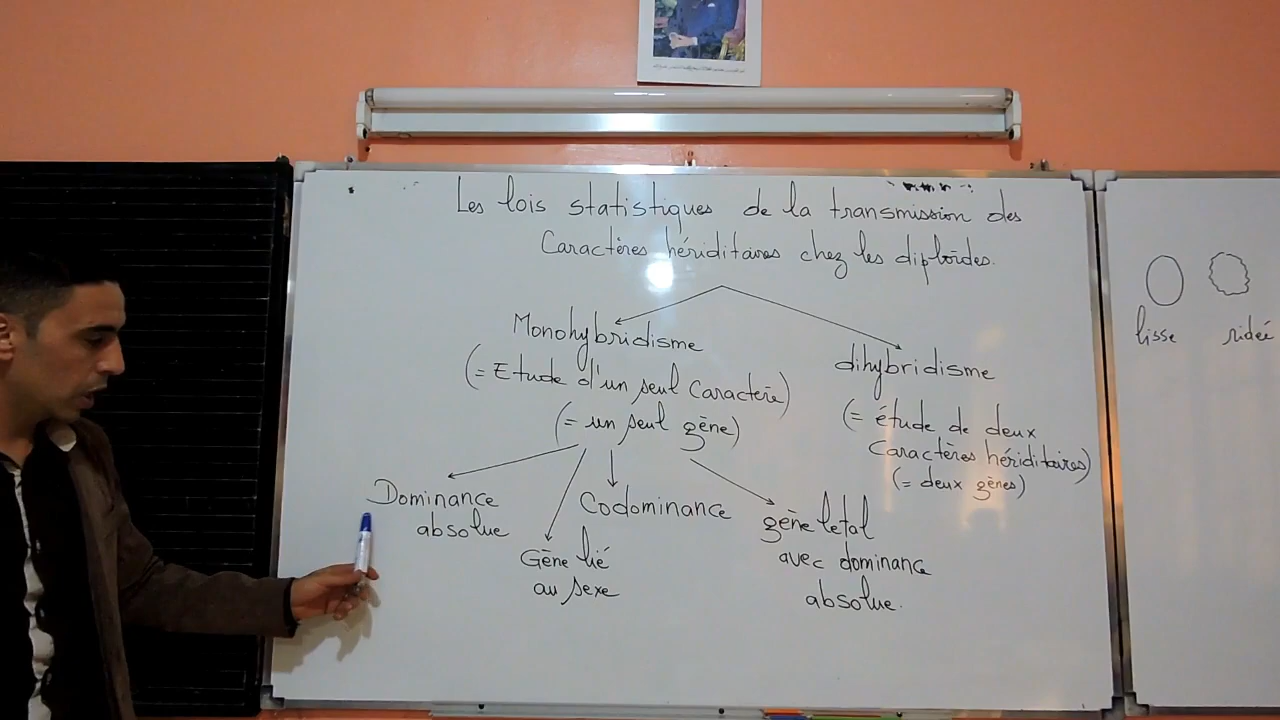 Les lois statistiques de la transmission des
Caractères hériditaires chez les diploïdes.
Monohybridisme
(= Etude d'un seul Caractère)
(= un seul gène)
dihybridisme
(= étude de deux
Caractères hériditaires)
(= deux gènes)
Dominance
absolue
Gène lié
au sexe
Codominance
gène letal
avec dominance
absolue.
lisse
ridée